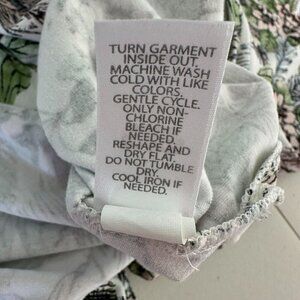 TURN GARMENT
INSIDE OUT.
MACHINE WASH
COLD WITH LIKE
COLORS.
GENTLE CYCLE.
ONLY NON-
CHLORINE
BLEACH IF
NEEDED.
RESHAPE AND
DRY FLAT.
DO NOT TUMBLE
DRY.
COOL IRON IF
NEEDED.